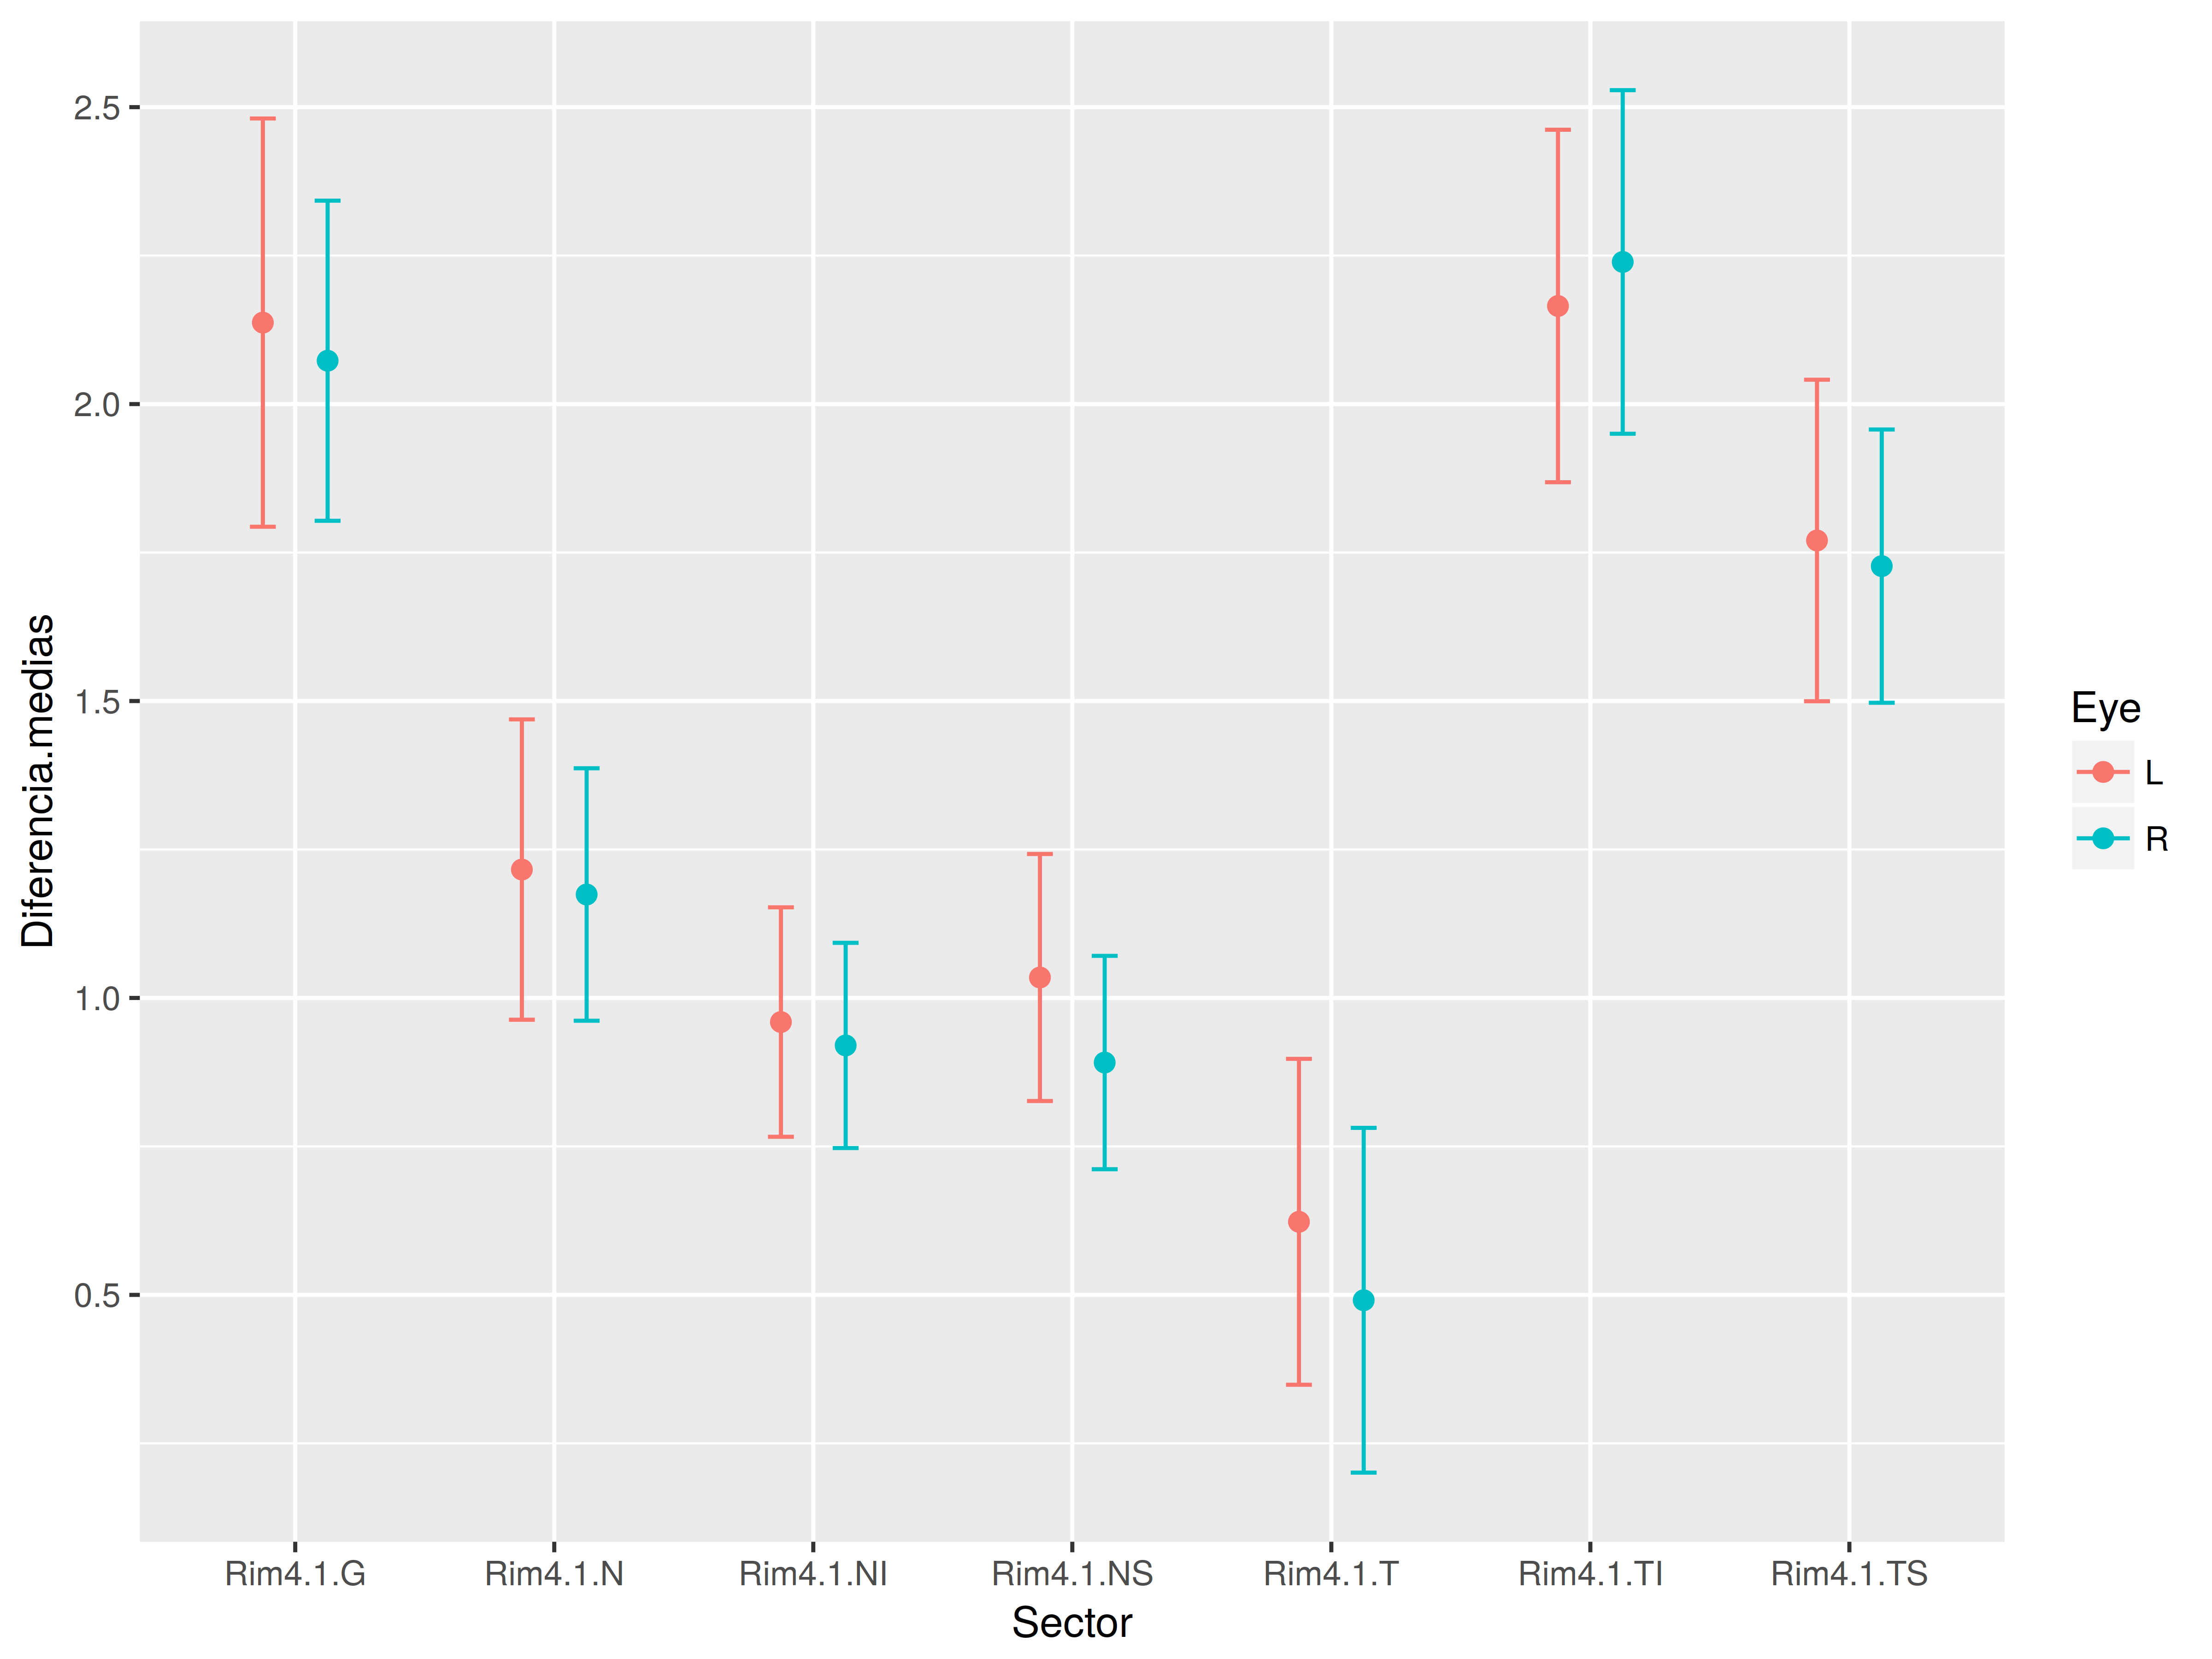 Diferencia.medias
2.5
2.0
1.5
1.0
0.5
Rim4.1.G Rim4.1.N Rim4.1.NI Rim4.1.NS Rim4.1.T Rim4.1.TI Rim4.1.TS
Sector
Eye
L
R